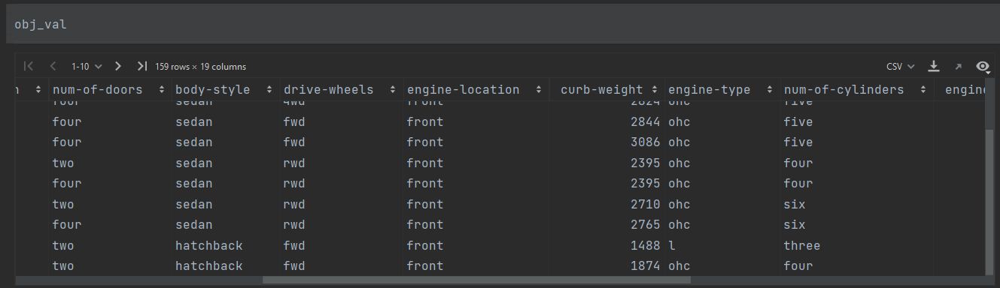 obj_val
1-10 159 rows × 19 columns CSV
num-of-doors body-style drive-wheels engine-location curb-weight engine-type num-of-cylinders
four sedan 4wd front 2824 ohc five
four sedan fwd front 2844 ohc five
four sedan fwd front 3086 ohc five
two sedan rwd front 2395 ohc four
four sedan rwd front 2395 ohc four
two sedan rwd front 2710 ohc six
four sedan rwd front 2765 ohc six
two hatchback fwd front 1488 l three
two hatchback fwd front 1874 ohc four